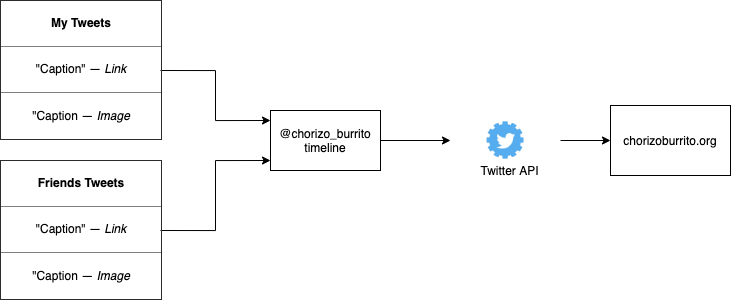 My Tweets
"Caption" — Link
"Caption — Image
Friends Tweets
"Caption" — Link
"Caption — Image
@chorizo_burrito
timeline
Twitter API
chorizoburrito.org